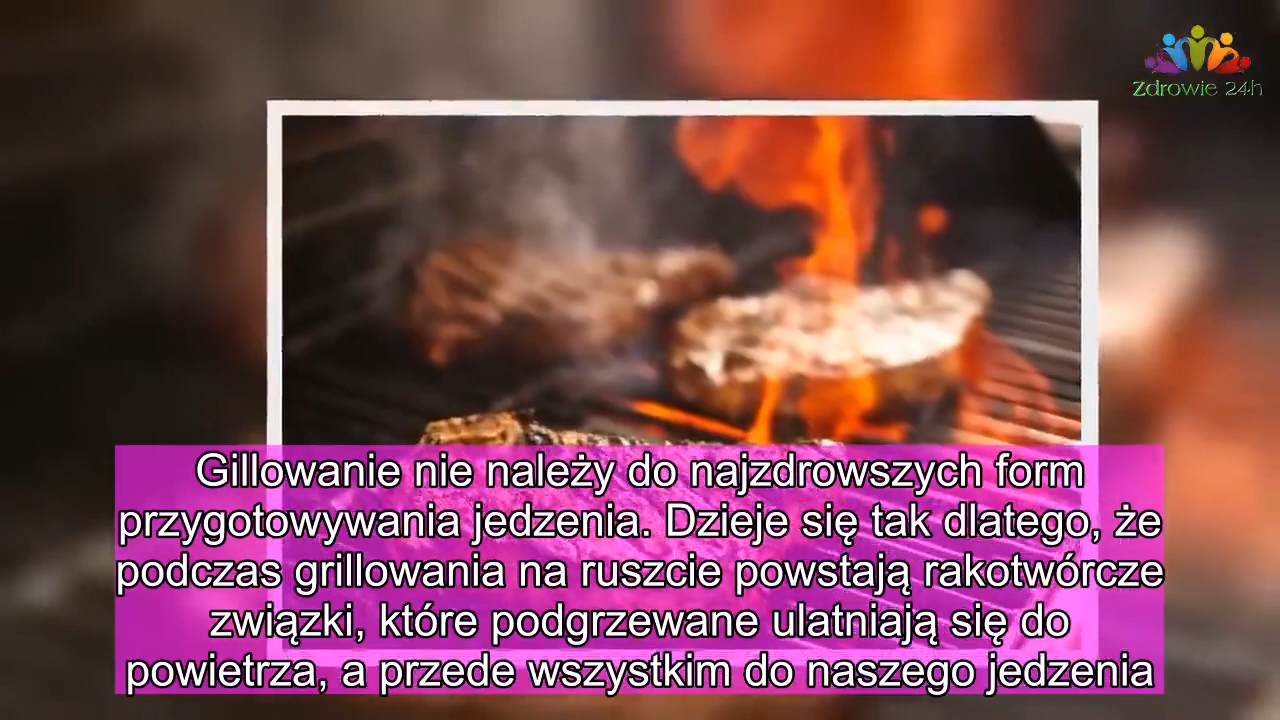 Zdrowie 24h
Gillowanie nie należy do najzdrowszych form
przygotowywania jedzenia. Dzieje się tak dlatego, że
podczas grillowania na ruszcie powstają rakotwórcze
związki, które podgrzewane ulatniają się do
powietrza, a przede wszystkim do naszego jedzenia